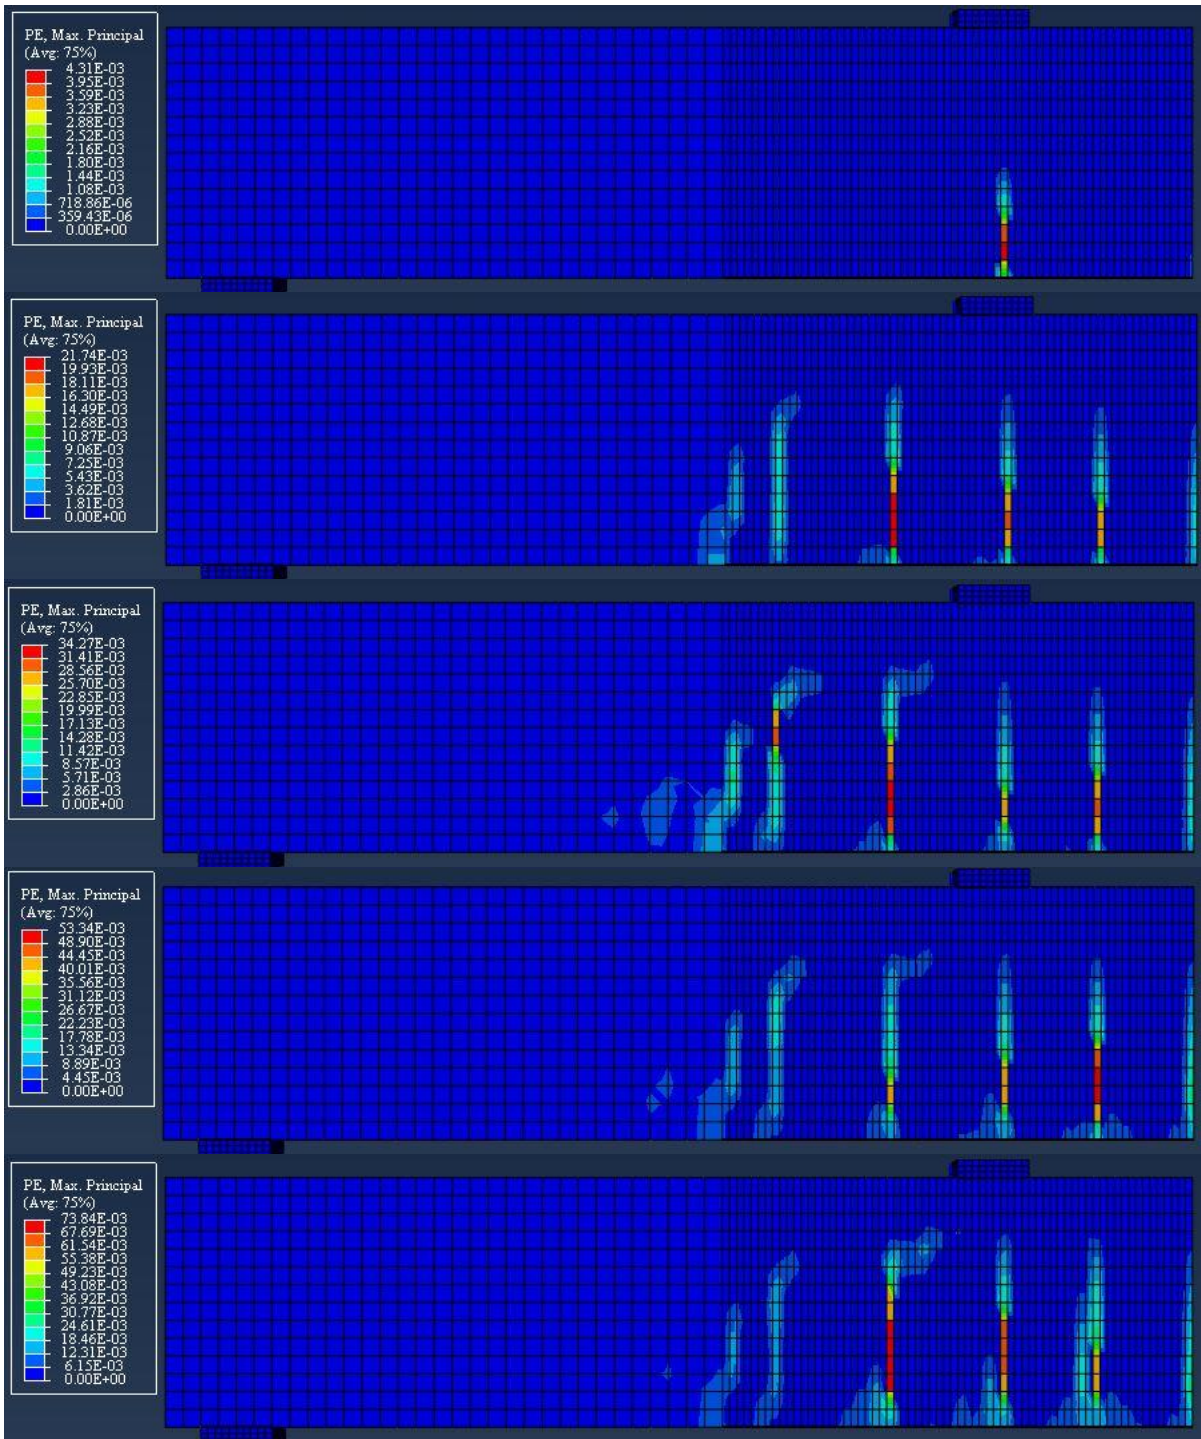 PE, Max. Principal
(Avg: 75%)
4.31E-03
3.95E-03
3.59E-03
3.23E-03
2.88E-03
2.52E-03
2.16E-03
1.80E-03
1.44E-03
1.08E-03
718.86E-06
359.43E-06
0.00E+00
PE, Max. Principal
(Avg: 75%)
21.74E-03
19.93E-03
18.11E-03
16.30E-03
14.49E-03
12.68E-03
10.87E-03
9.06E-03
7.25E-03
5.43E-03
3.62E-03
1.81E-03
0.00E+00
PE, Max. Principal
(Avg: 75%)
34.27E-03
31.41E-03
28.56E-03
25.70E-03
22.85E-03
19.99E-03
17.13E-03
14.28E-03
11.42E-03
8.57E-03
5.71E-03
2.86E-03
0.00E+00
PE, Max. Principal
(Avg: 75%)
53.34E-03
48.90E-03
44.45E-03
40.01E-03
35.56E-03
31.12E-03
26.67E-03
22.23E-03
17.78E-03
13.34E-03
8.89E-03
4.45E-03
0.00E+00
PE, Max. Principal
(Avg: 75%)
73.84E-03
67.69E-03
61.54E-03
55.38E-03
49.23E-03
43.08E-03
36.92E-03
30.77E-03
24.61E-03
18.46E-03
12.31E-03
6.15E-03
0.00E+00